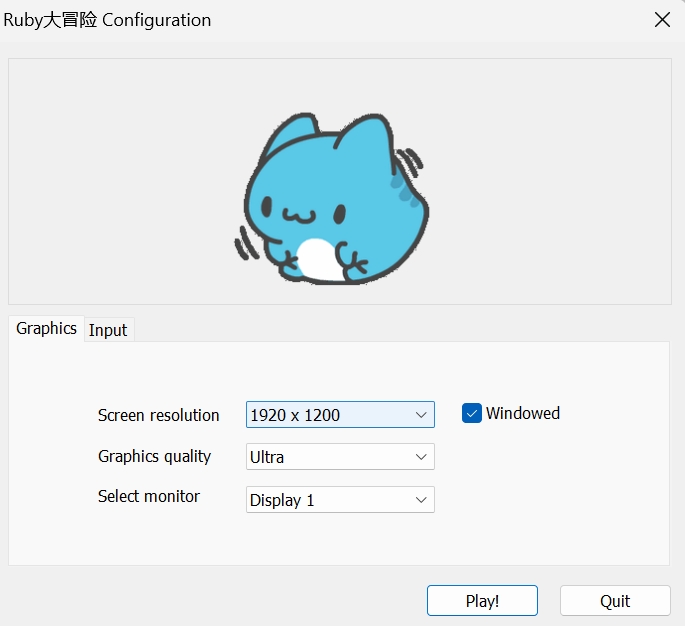 Ruby大冒险 Configuration
Graphics
Input
Screen resolution
1920 x 1200
Windowed
Graphics quality
Ultra
Select monitor
Display 1
Play!
Quit